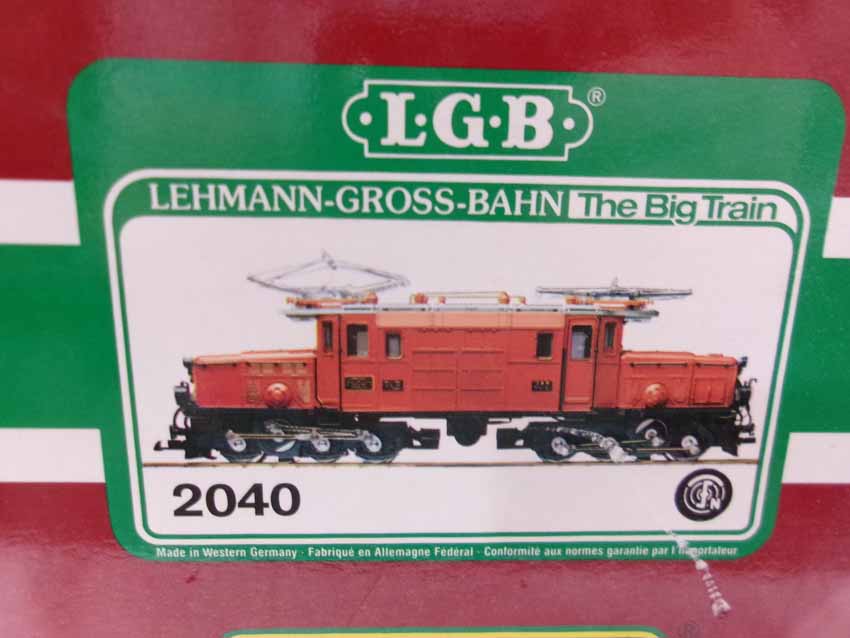 L·G·B ®
LEHMANN-GROSS-BAHN The Big Train
2040
Made in Western Germany · Fabriqué en Allemagne Fédéral · Conformité aux normes garantie par l'importateur
®